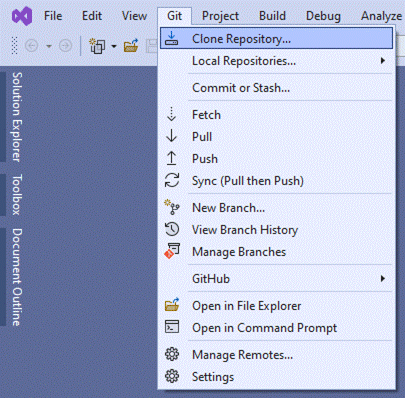 File Edit View Git Project Build Debug Analyze
Clone Repository...
Local Repositories...
Commit or Stash...
Fetch
Pull
Push
Sync (Pull then Push)
New Branch...
View Branch History
Manage Branches
GitHub
Open in File Explorer
Open in Command Prompt
Manage Remotes...
Settings
Solution Explorer
Toolbox
Document Outline